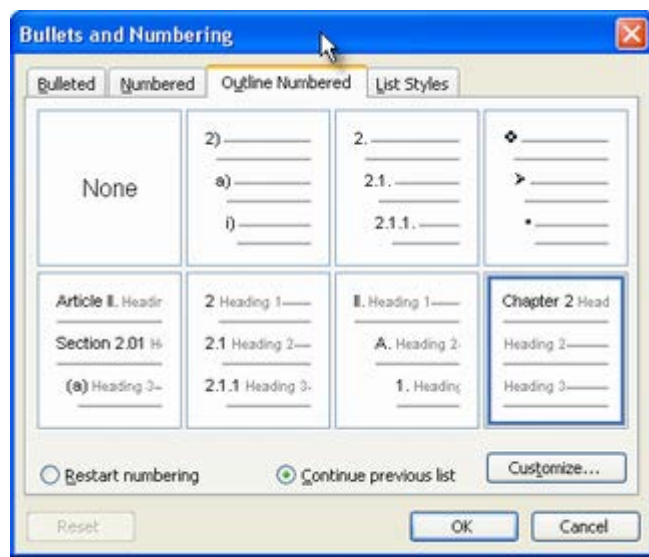 Bullets and Numbering
Bulleted Numbered Outline Numbered List Styles
None
2)
a)
i)
2.
2.1.
2.1.1.
Article II. Headin
Section 2.01 H
(a) Heading 3
2 Heading 1
2.1 Heading 2
2.1.1 Heading 3
II. Heading 1
A. Heading 2
1. Heading
Chapter 2 Head
Heading 2
Heading 3
Restart numbering Continue previous list Customize...
Reset OK Cancel